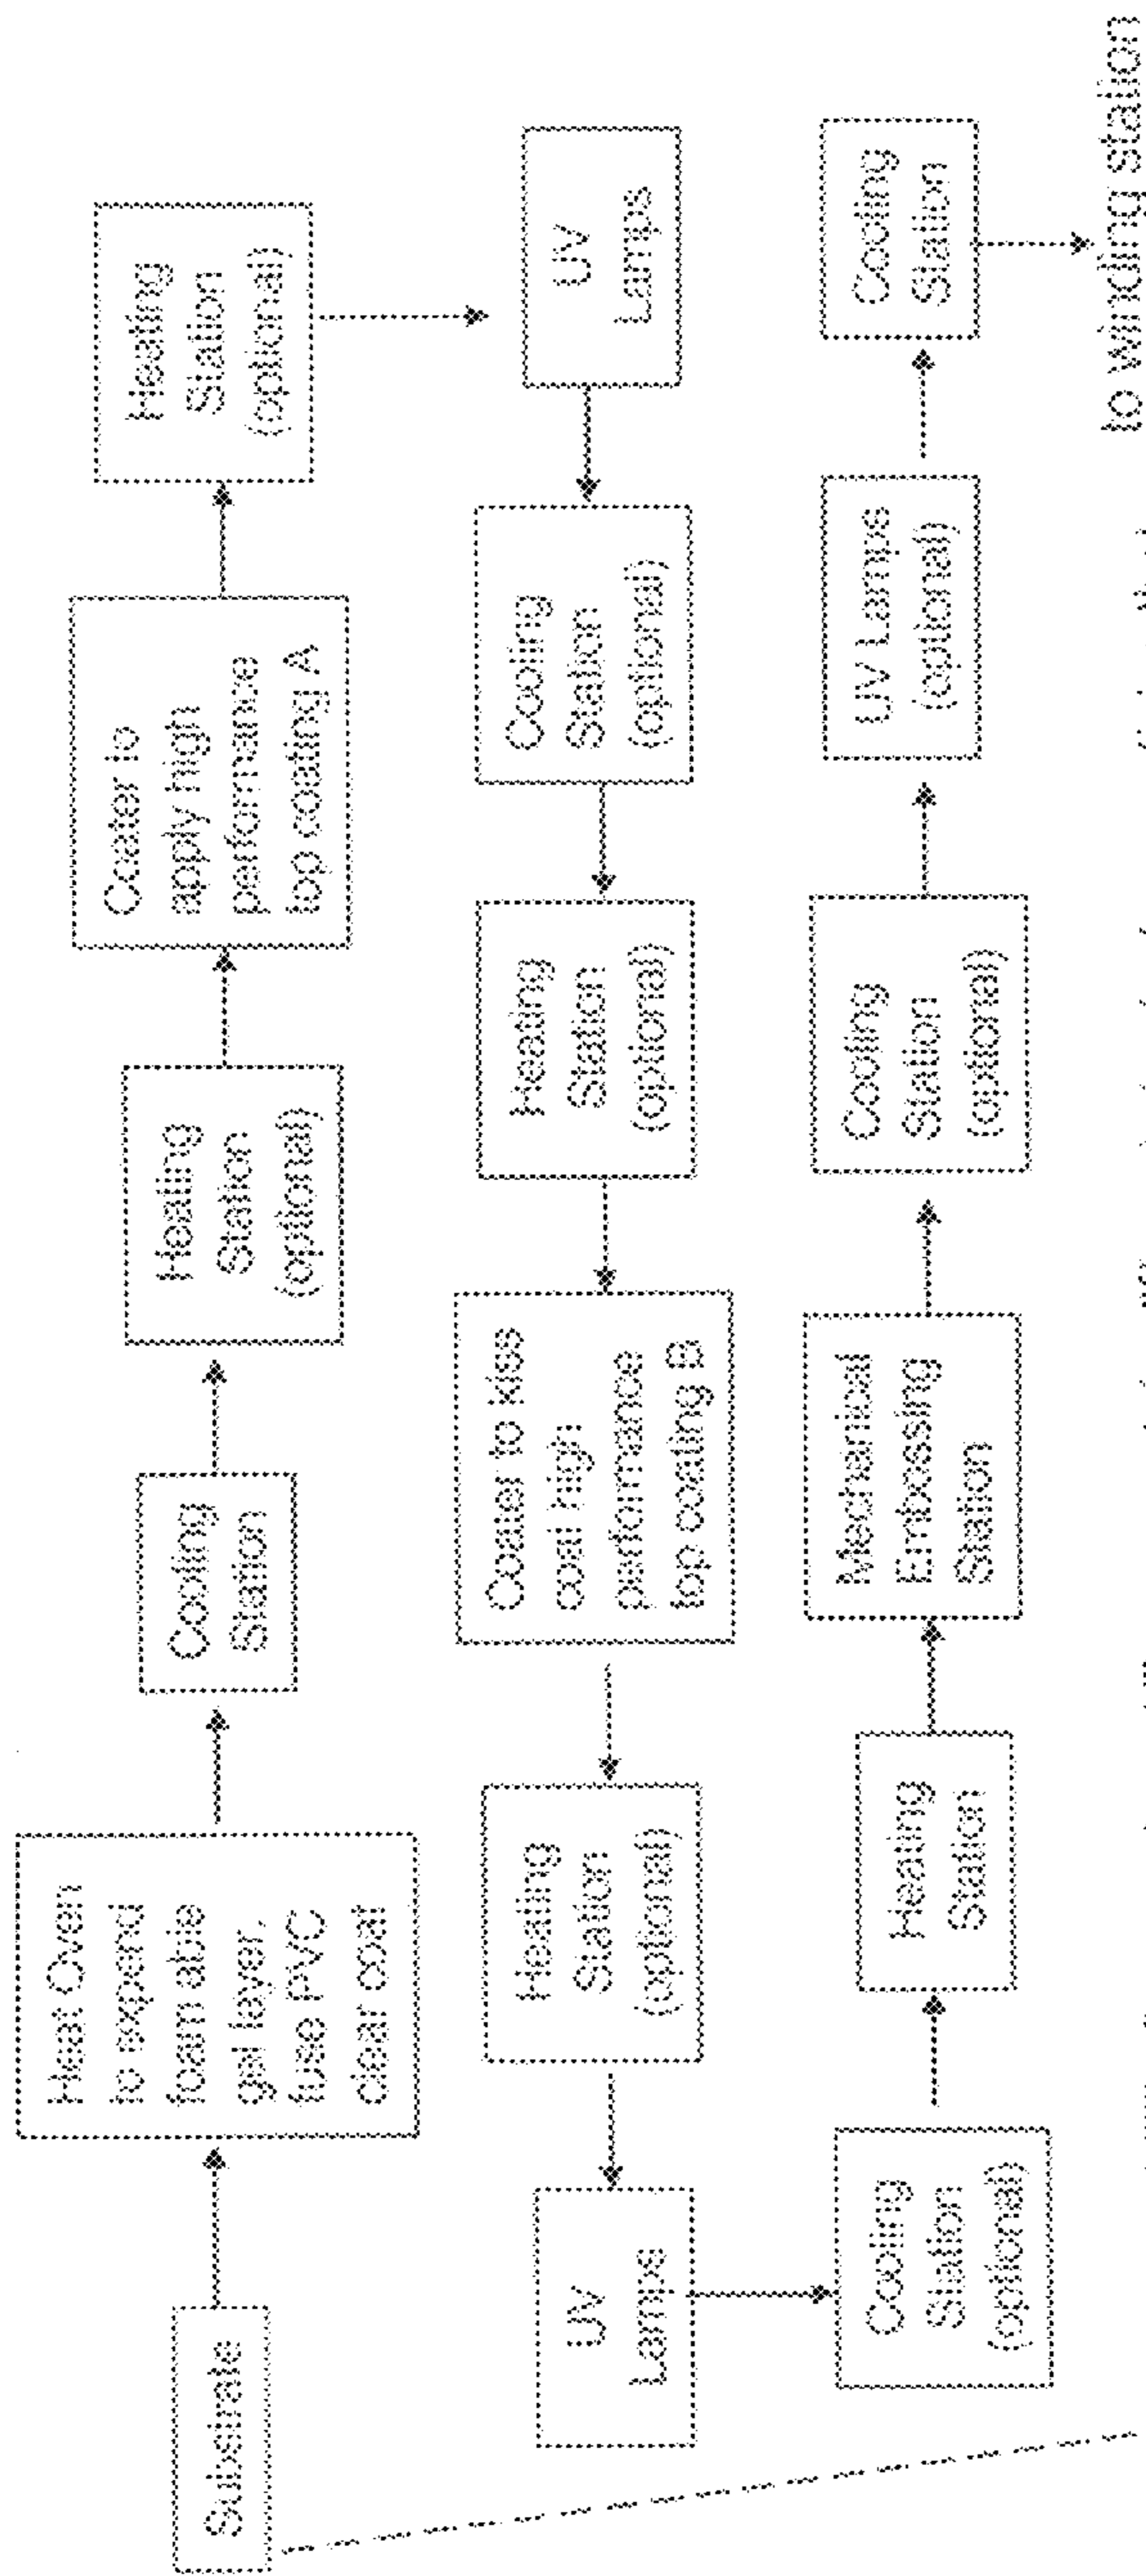 Substrate
Heat Oven
to expand
foam able
gel layer,
fuse PVC
clear coat
Cooling
Station
Heating
Station
(optional)
Coater to
apply high
performance
top coating A
Heating
Station
(optional)
UV
Lamps
Cooling
Station
(optional)
Heating
Station
(optional)
Coater to kiss
coat high
performance
top coating B
Heating
Station
(optional)
UV
Lamps
Cooling
Station
(optional)
Heating
Station
Mechanical
Embossing
Station
Cooling
Station
(optional)
UV Lamps
(optional)
Cooling
Station
to winding station